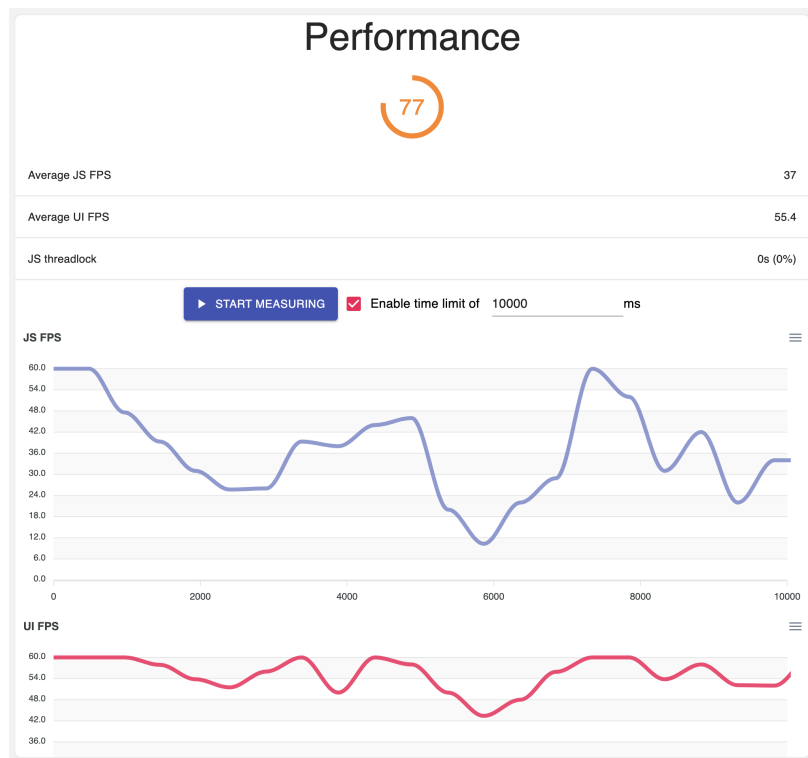 Performance
77
Average JS FPS 37
Average UI FPS 55.4
JS threadlock 0s (0%)
START MEASURING Enable time limit of 10000 ms
JS FPS
60.0
54.0
48.0
42.0
36.0
30.0
24.0
18.0
12.0
6.0
0.0
0 2000 4000 6000 8000 10000
UI FPS
60.0
54.0
48.0
42.0
36.0